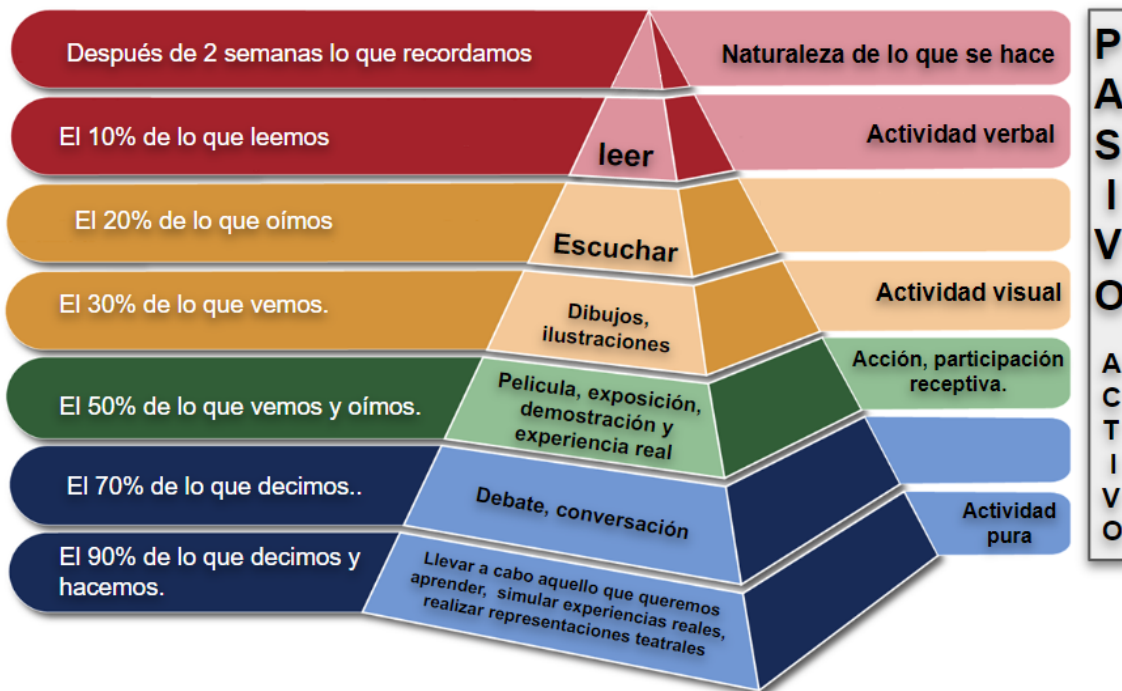 Después de 2 semanas lo que recordamos
Naturaleza de lo que se hace
El 10% de lo que leemos
leer
Actividad verbal
El 20% de lo que oímos
Escuchar
El 30% de lo que vemos.
Dibujos,
ilustraciones
Actividad visual
El 50% de lo que vemos y oímos.
Pelicula, exposición,
demostración y
experiencia real
Acción, participación
receptiva.
El 70% de lo que decimos..
Debate, conversación
El 90% de lo que decimos y
hacemos.
Llevar a cabo aquello que queremos
aprender, simular experiencias reales,
realizar representaciones teatrales
Actividad
pura
PASIVO
ACTIVO